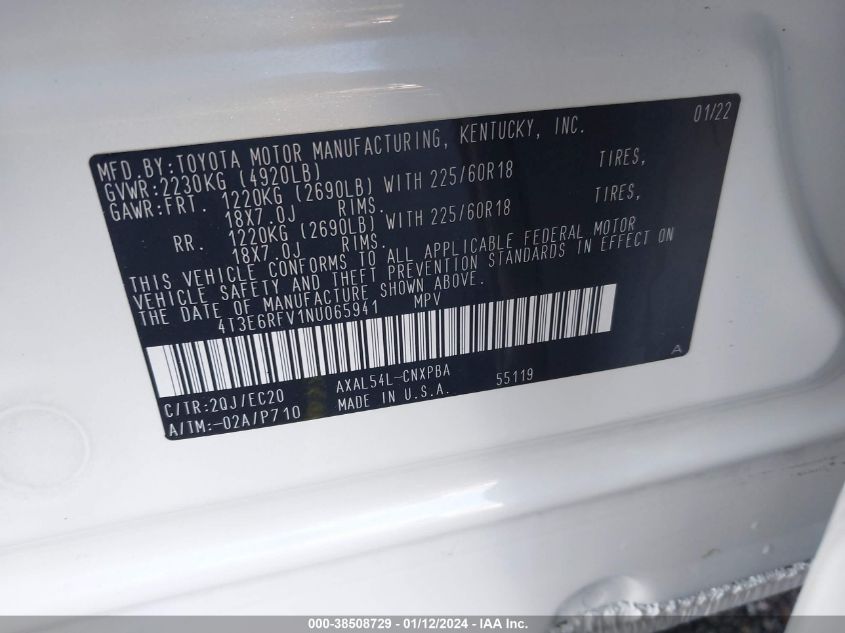 01/22
MFD.BY:TOYOTA MOTOR MANUFACTURING, KENTUCKY, INC.
GVWR:2230KG (4920LB)
GAWR:FRT. 1220KG (2690LB) WITH 225/60R18 TIRES,
18X7.0J RIMS.
RR. 1220KG (2690LB) WITH 225/60R18 TIRES,
18X7.0J RIMS.
THIS VEHICLE CONFORMS TO ALL APPLICABLE FEDERAL MOTOR
VEHICLE SAFETY AND THEFT PREVENTION STANDARDS IN EFFECT ON
THE DATE OF MANUFACTURE SHOWN ABOVE.
4T3E6RFV1NU065941 MPV
A
C/TR:2QJ/EC20 AXAL54L-CNXPBA 55119
A/TM:-02A/P710 MADE IN U.S.A.
000-38508729 - 01/12/2024 - IAA Inc.